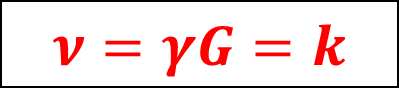 ν = γG = k